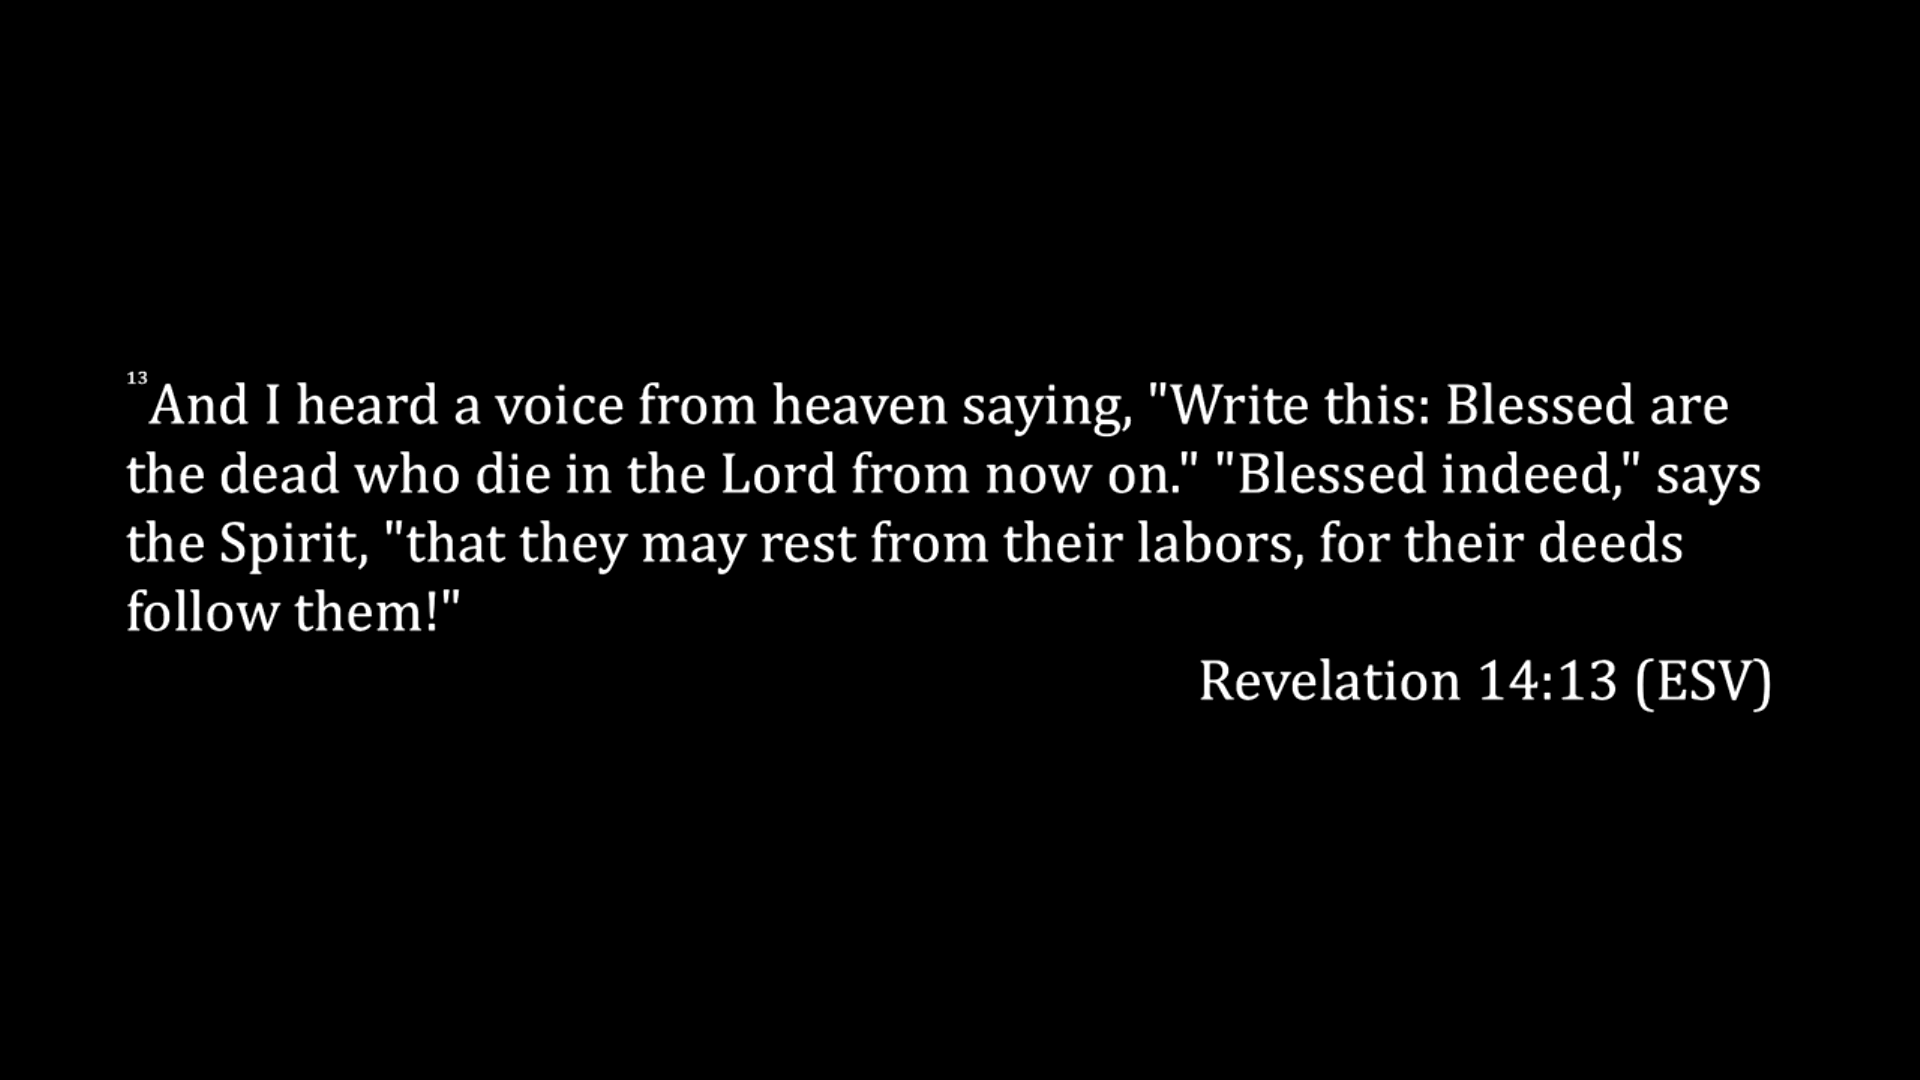 13 And I heard a voice from heaven saying, "Write this: Blessed are
the dead who die in the Lord from now on." "Blessed indeed," says
the Spirit, "that they may rest from their labors, for their deeds
follow them!"
Revelation 14:13 (ESV)